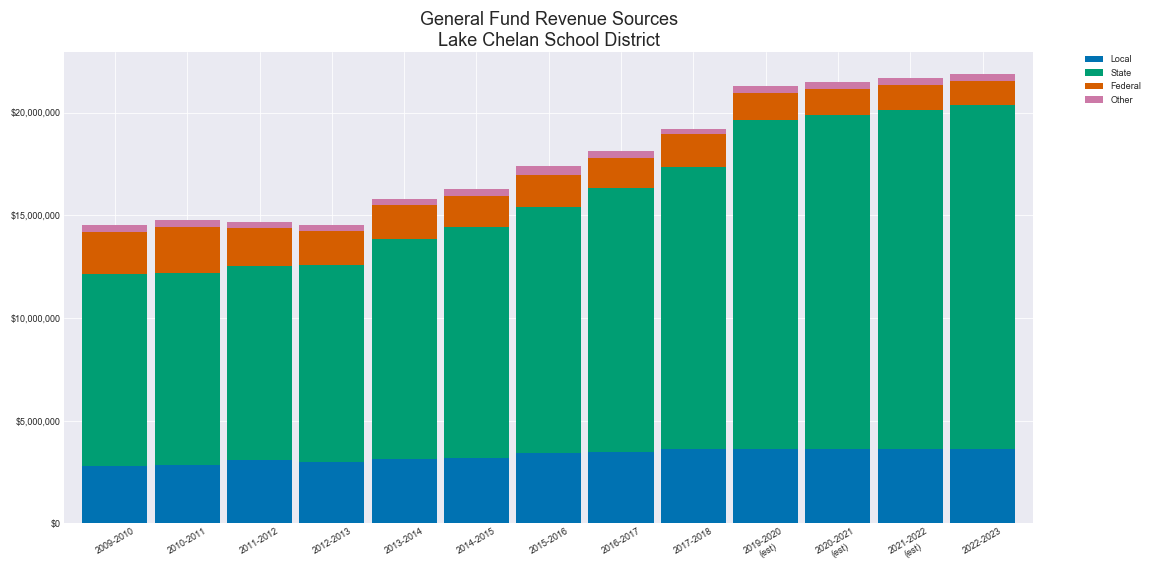 General Fund Revenue Sources
Lake Chelan School District
Local
State
Federal
Other
$20,000,000
$15,000,000
$10,000,000
$5,000,000
$0
2009-2010
2010-2011
2011-2012
2012-2013
2013-2014
2014-2015
2015-2016
2016-2017
2017-2018
2019-2020
(est)
2020-2021
(est)
2021-2022
(est)
2022-2023